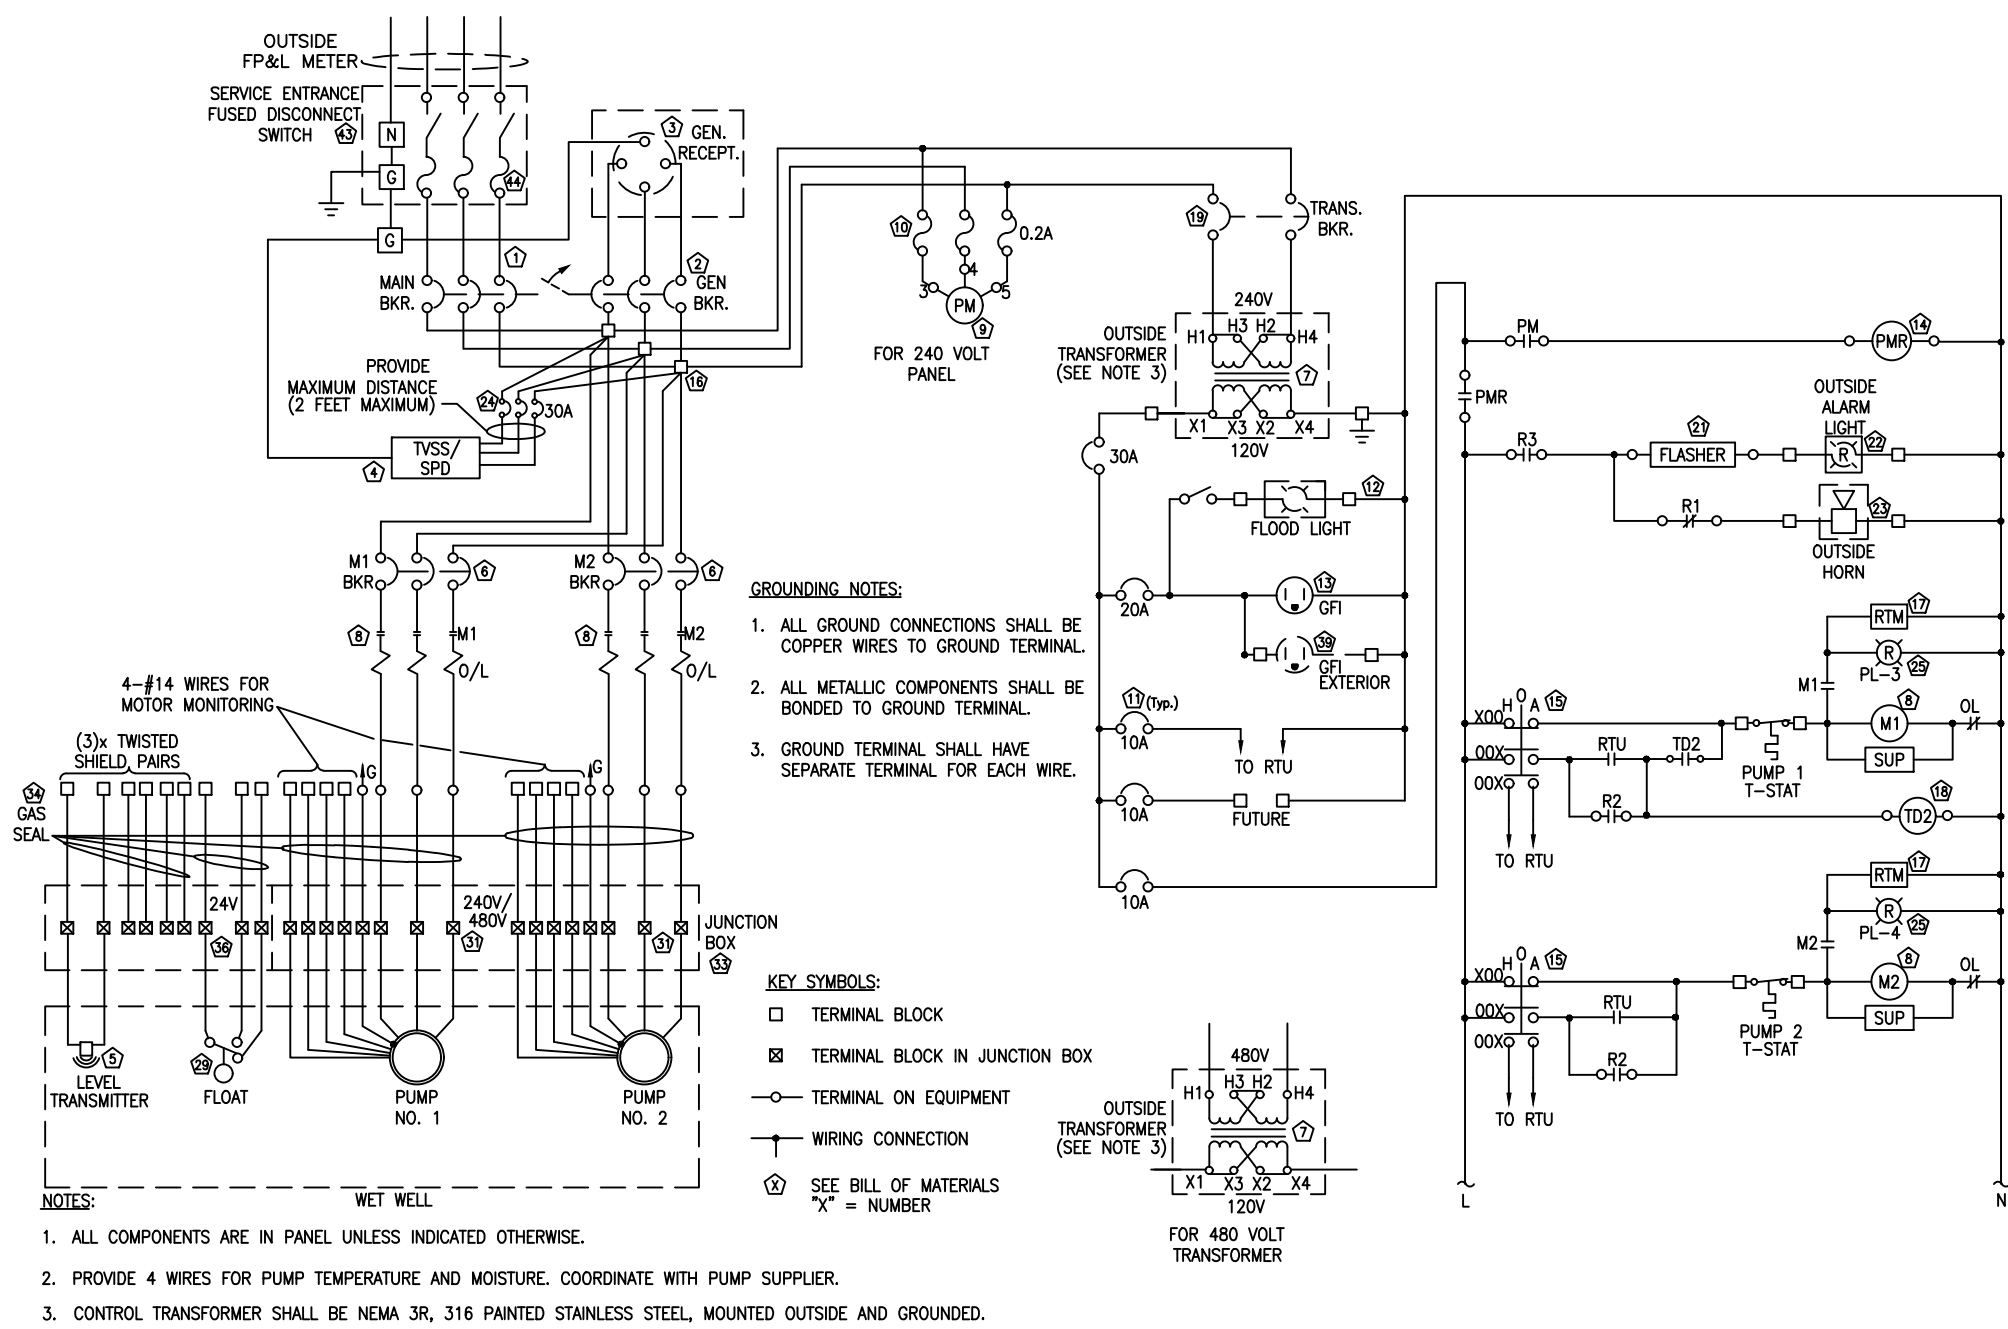 OUTSIDE
FP&L METER
SERVICE ENTRANCE
FUSED DISCONNECT
SWITCH 43
N
G
44
G
3 GEN.
RECEPT.
1
2
MAIN
BKR.
GEN
BKR.
PROVIDE
MAXIMUM DISTANCE
(2 FEET MAXIMUM)
24
30A
16
TVSS/
SPD
4
10
0.2A
3
4
5
PM
9
FOR 240 VOLT
PANEL
19
TRANS.
BKR.
240V
H1 H3 H2 H4
OUTSIDE
TRANSFORMER
(SEE NOTE 3)
7
X1 X3 X2 X4
120V
30A
12
FLOOD LIGHT
20A
13
GFI
39
GFI
EXTERIOR
11 (Typ.)
10A
TO RTU
10A
FUTURE
10A
M1
BKR
6
M2
BKR
6
8
M1
O/L
8
M2
O/L
4-#14 WIRES FOR
MOTOR MONITORING
(3)x TWISTED
SHIELD PAIRS
G
G
34
GAS
SEAL
24V
240V/
480V
36
31
31
JUNCTION
BOX
33
5
LEVEL
TRANSMITTER
29
FLOAT
PUMP
NO. 1
PUMP
NO. 2
WET WELL
GROUNDING NOTES:
1. ALL GROUND CONNECTIONS SHALL BE
COPPER WIRES TO GROUND TERMINAL.
2. ALL METALLIC COMPONENTS SHALL BE
BONDED TO GROUND TERMINAL.
3. GROUND TERMINAL SHALL HAVE
SEPARATE TERMINAL FOR EACH WIRE.
KEY SYMBOLS:
TERMINAL BLOCK
TERMINAL BLOCK IN JUNCTION BOX
TERMINAL ON EQUIPMENT
WIRING CONNECTION
X SEE BILL OF MATERIALS
"X" = NUMBER
480V
H1 H3 H2 H4
OUTSIDE
TRANSFORMER
(SEE NOTE 3)
7
X1 X3 X2 X4
120V
FOR 480 VOLT
TRANSFORMER
PM
PMR
14
PMR
OUTSIDE
ALARM
LIGHT
R3
21
FLASHER
R
22
R1
23
OUTSIDE
HORN
RTM
17
R
PL-3
25
M1
H O A
15
XOO
OOX
OOX
RTU
TD2
R2
PUMP 1
T-STAT
8
M1
OL
SUP
18
TD2
TO RTU
RTM
17
R
PL-4
25
M2
H O A
15
XOO
OOX
OOX
RTU
R2
PUMP 2
T-STAT
8
M2
OL
SUP
TO RTU
L
N
NOTES:
1. ALL COMPONENTS ARE IN PANEL UNLESS INDICATED OTHERWISE.
2. PROVIDE 4 WIRES FOR PUMP TEMPERATURE AND MOISTURE. COORDINATE WITH PUMP SUPPLIER.
3. CONTROL TRANSFORMER SHALL BE NEMA 3R, 316 PAINTED STAINLESS STEEL, MOUNTED OUTSIDE AND GROUNDED.